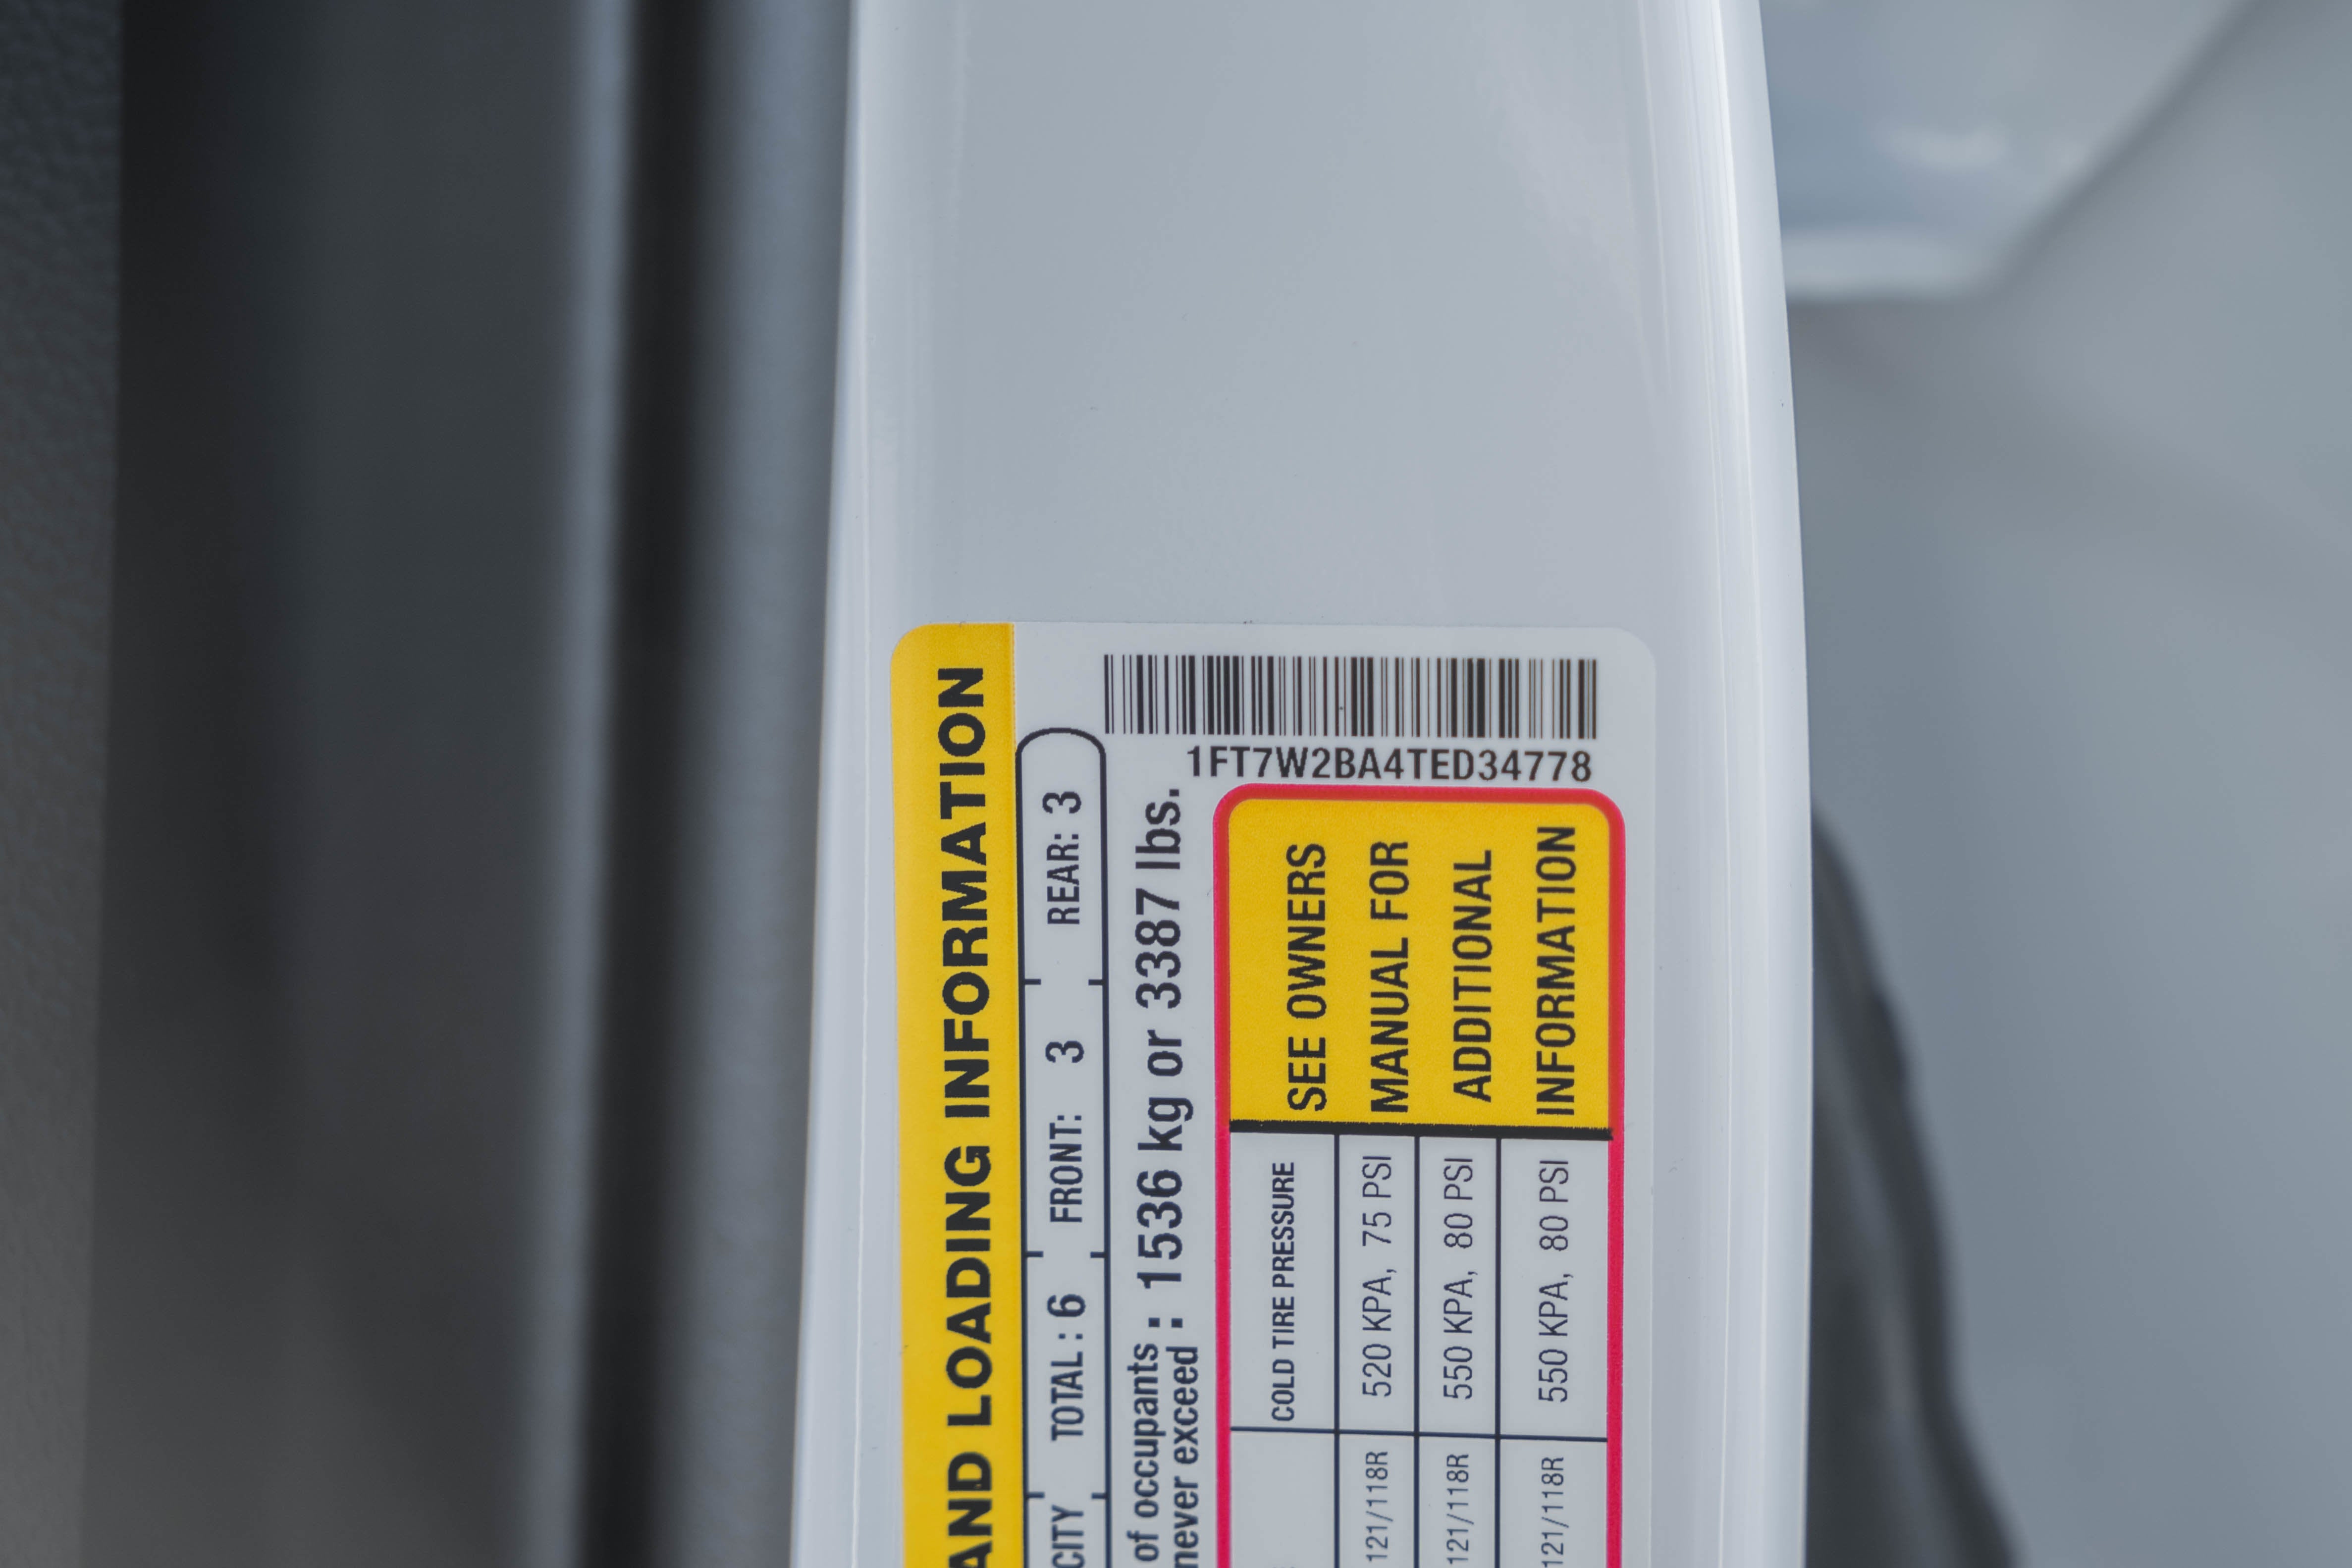 AND LOADING INFORMATION
CITY TOTAL : 6 FRONT: 3 REAR: 3
of occupants : 1536 kg or 3387 lbs.
never exceed :
1FT7W2BA4TED34778
COLD TIRE PRESSURE
121/118R 520 KPA, 75 PSI
121/118R 550 KPA, 80 PSI
121/118R 550 KPA, 80 PSI
SEE OWNERS
MANUAL FOR
ADDITIONAL
INFORMATION